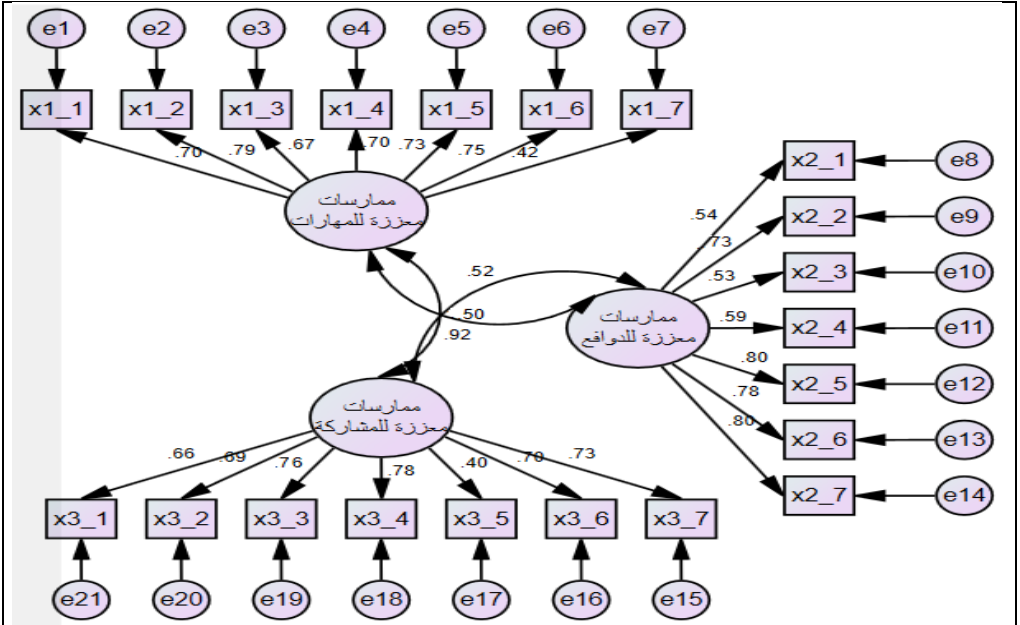 e1 e2 e3 e4 e5 e6 e7
x1_1 x1_2 x1_3 x1_4 x1_5 x1_6 x1_7
.70 .79 .67 .70 .73 .75 .42
ممارسات
معززة للمهارات
x2_1 e8
x2_2 e9
x2_3 e10
x2_4 e11
x2_5 e12
x2_6 e13
x2_7 e14
.54
.73
.53
.59
.80
.78
.80
ممارسات
معززة للدوافع
.52
.50
.92
ممارسات
معززة للمشاركة
.66 .69 .76 .78 .40 .70 .73
x3_1 x3_2 x3_3 x3_4 x3_5 x3_6 x3_7
e21 e20 e19 e18 e17 e16 e15